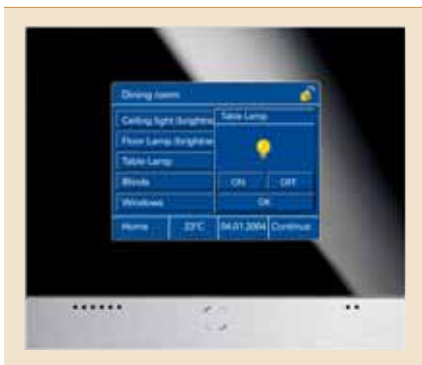 Dining room
Ceiling light (brightne
Table Lamp
Floor Lamp (brightne
Table Lamp
Blinds
ON OFF
Windows
OK
Home 23°C 04.01.2004 Continue